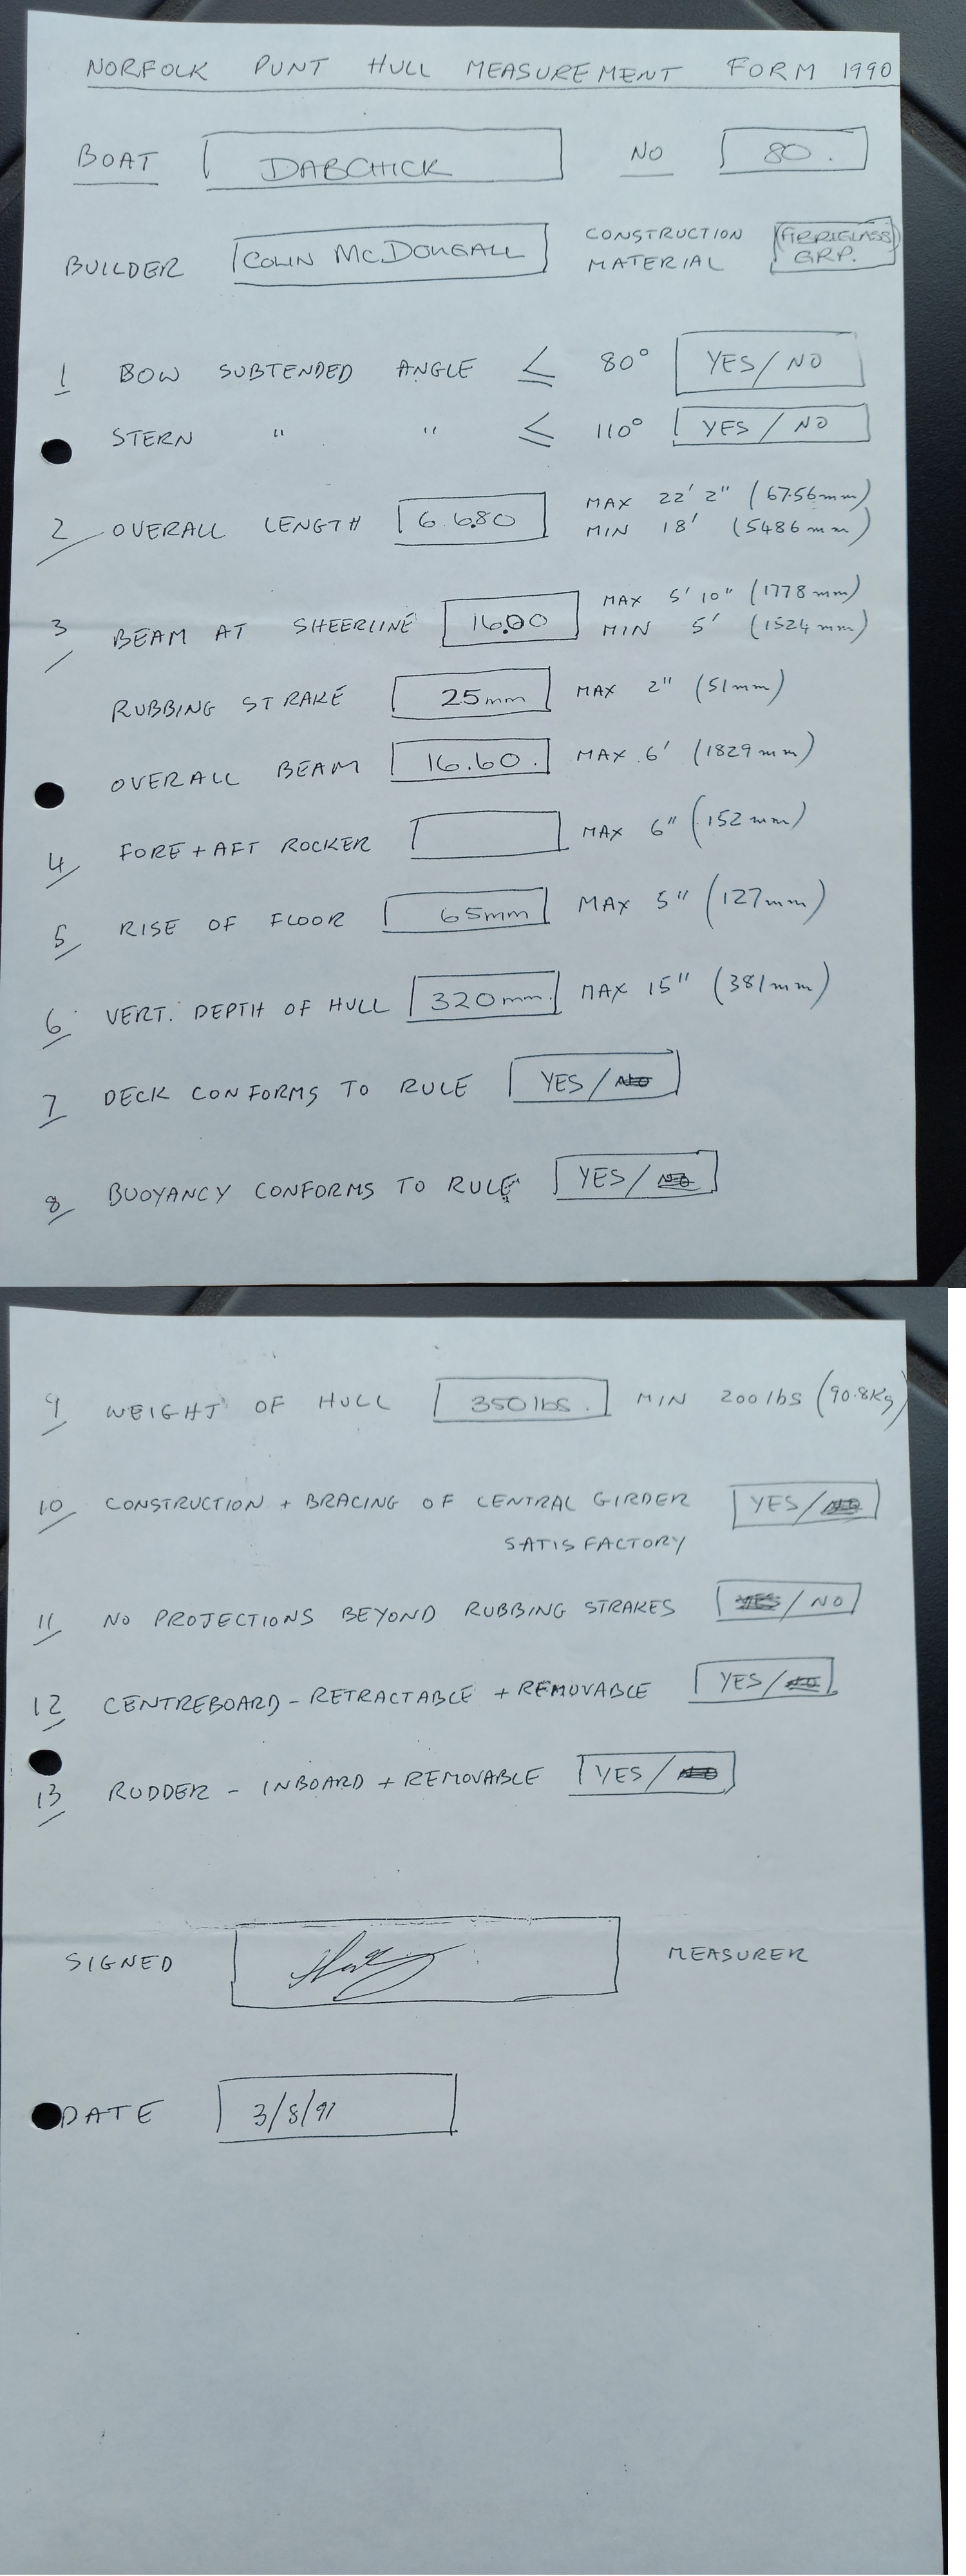 NORFOLK PUNT HULL MEASUREMENT FORM 1990
BOAT DABCHICK NO 80.
BUILDER COLIN McDOUGALL CONSTRUCTION MATERIAL (FIBREGLASS) GRP.
1 BOW SUBTENDED ANGLE ≤ 80° YES / NO
STERN " " ≤ 110° YES / NO
2 OVERALL LENGTH 6.680 MAX 22' 2" (6756mm)
MIN 18' (5486mm)
3 BEAM AT SHEERLINE 16.00 MAX 5' 10" (1778mm)
MIN 5' (1524mm)
RUBBING STRAKE 25mm MAX 2" (51mm)
OVERALL BEAM 16.60. MAX 6' (1829mm)
4 FORE + AFT ROCKER MAX 6" (152mm)
5 RISE OF FLOOR 65mm MAX 5" (127mm)
6 VERT. DEPTH OF HULL 320mm. MAX 15" (381mm)
7 DECK CONFORMS TO RULE YES / NO
8 BUOYANCY CONFORMS TO RULE YES / NO
9 WEIGHT OF HULL 350 lbs. MIN 200 lbs (90.8Kg)
10 CONSTRUCTION + BRACING OF CENTRAL GIRDER YES / NO
SATISFACTORY
11 NO PROJECTIONS BEYOND RUBBING STRAKES YES / NO
12 CENTREBOARD - RETRACTABLE + REMOVABLE YES / NO
13 RUDDER - INBOARD + REMOVABLE YES / NO
SIGNED MEASURER
DATE 3/8/91